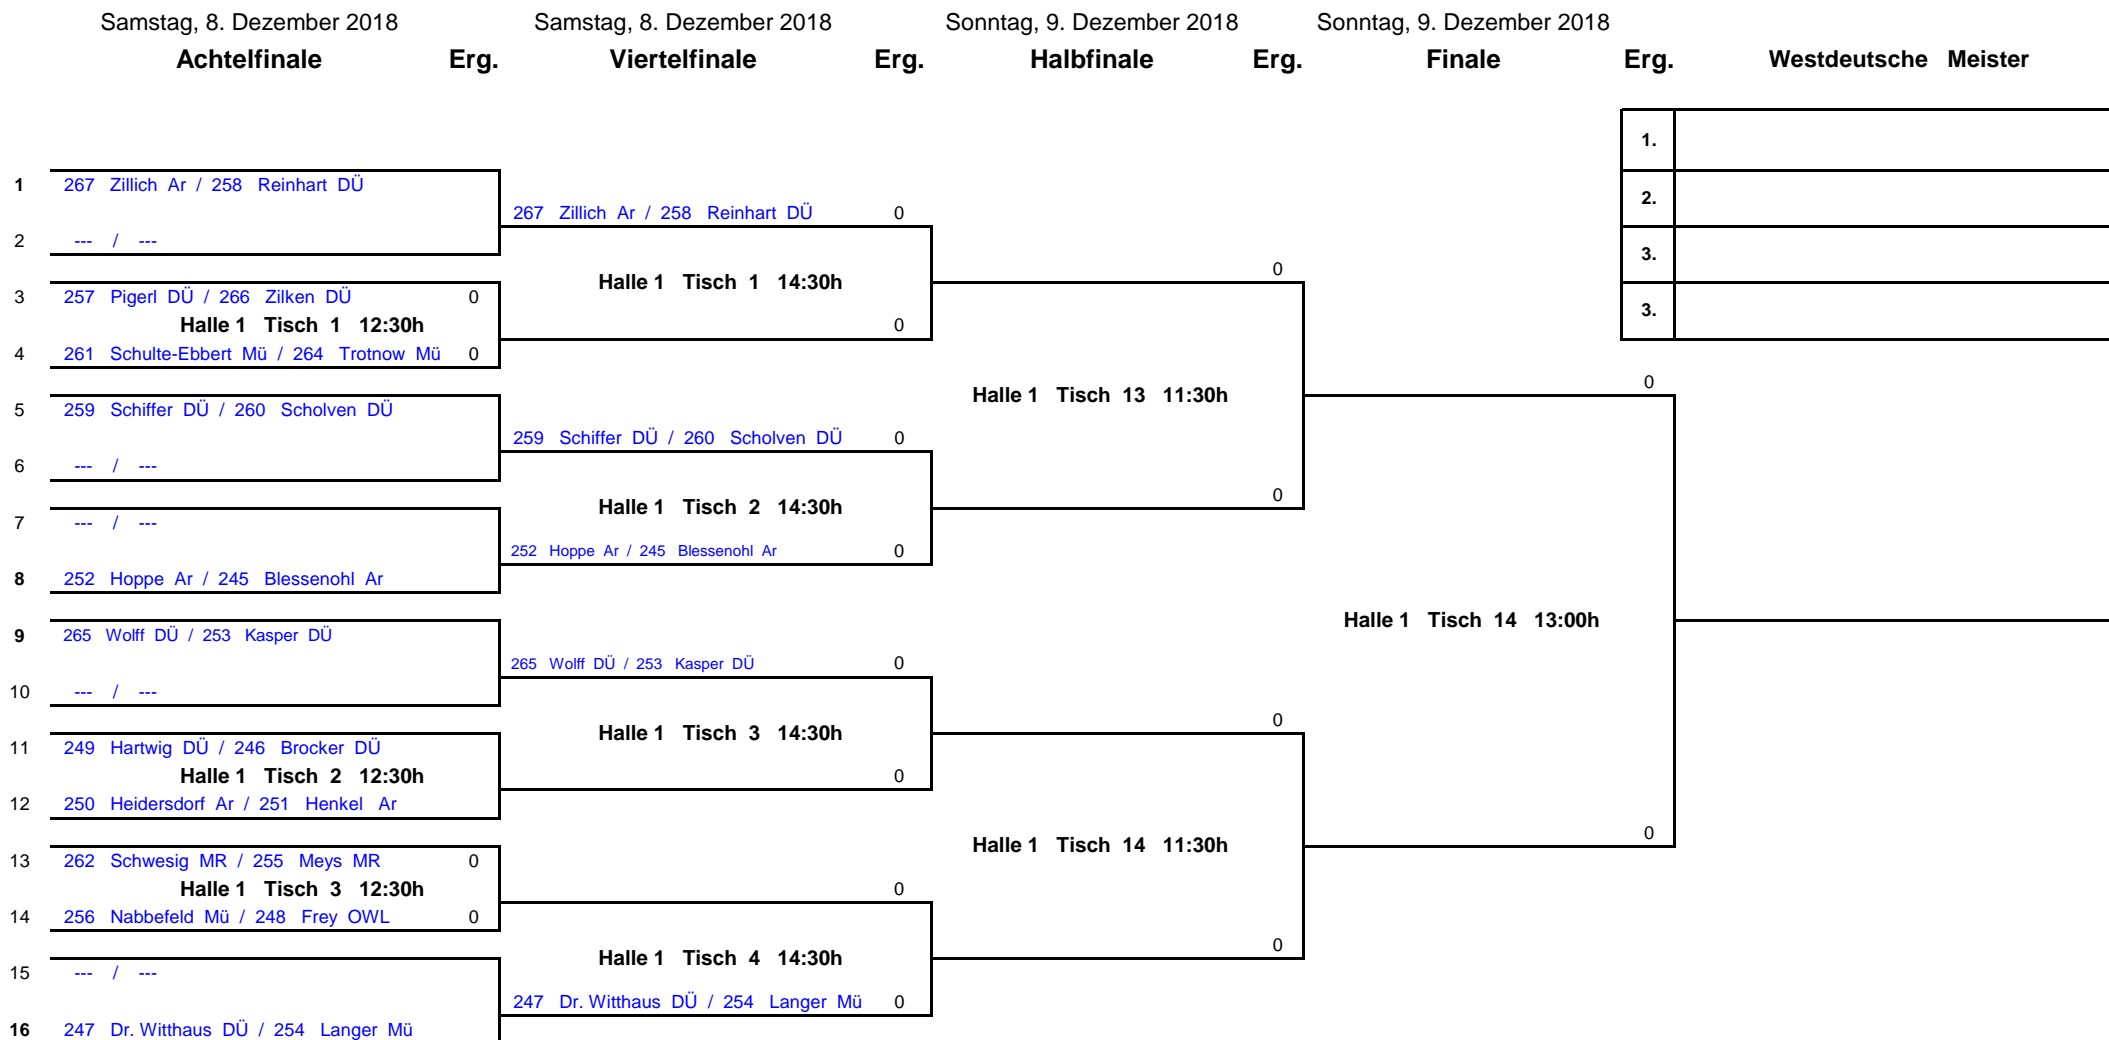 Samstag, 8. Dezember 2018 Samstag, 8. Dezember 2018 Sonntag, 9. Dezember 2018 Sonntag, 9. Dezember 2018
Achtelfinale Erg. Viertelfinale Erg. Halbfinale Erg. Finale Erg. Westdeutsche Meister
1.
1 267 Zillich Ar / 258 Reinhart DÜ
2.
267 Zillich Ar / 258 Reinhart DÜ 0
2 --- / ---
3.
0
Halle 1 Tisch 1 14:30h
3 257 Pigerl DÜ / 266 Zilken DÜ 0
3.
Halle 1 Tisch 1 12:30h 0
4 261 Schulte-Ebbert Mü / 264 Trotnow Mü 0
0
Halle 1 Tisch 13 11:30h
5 259 Schiffer DÜ / 260 Scholven DÜ
259 Schiffer DÜ / 260 Scholven DÜ 0
6 --- / ---
0
Halle 1 Tisch 2 14:30h
7 --- / ---
252 Hoppe Ar / 245 Blessenohl Ar 0
8 252 Hoppe Ar / 245 Blessenohl Ar
Halle 1 Tisch 14 13:00h
9 265 Wolff DÜ / 253 Kasper DÜ
265 Wolff DÜ / 253 Kasper DÜ 0
10 --- / ---
0
Halle 1 Tisch 3 14:30h
11 249 Hartwig DÜ / 246 Brocker DÜ
Halle 1 Tisch 2 12:30h 0
12 250 Heidersdorf Ar / 251 Henkel Ar
0
Halle 1 Tisch 14 11:30h
13 262 Schwesig MR / 255 Meys MR 0
Halle 1 Tisch 3 12:30h 0
14 256 Nabbefeld Mü / 248 Frey OWL 0
0
Halle 1 Tisch 4 14:30h
15 --- / ---
247 Dr. Witthaus DÜ / 254 Langer Mü 0
16 247 Dr. Witthaus DÜ / 254 Langer Mü